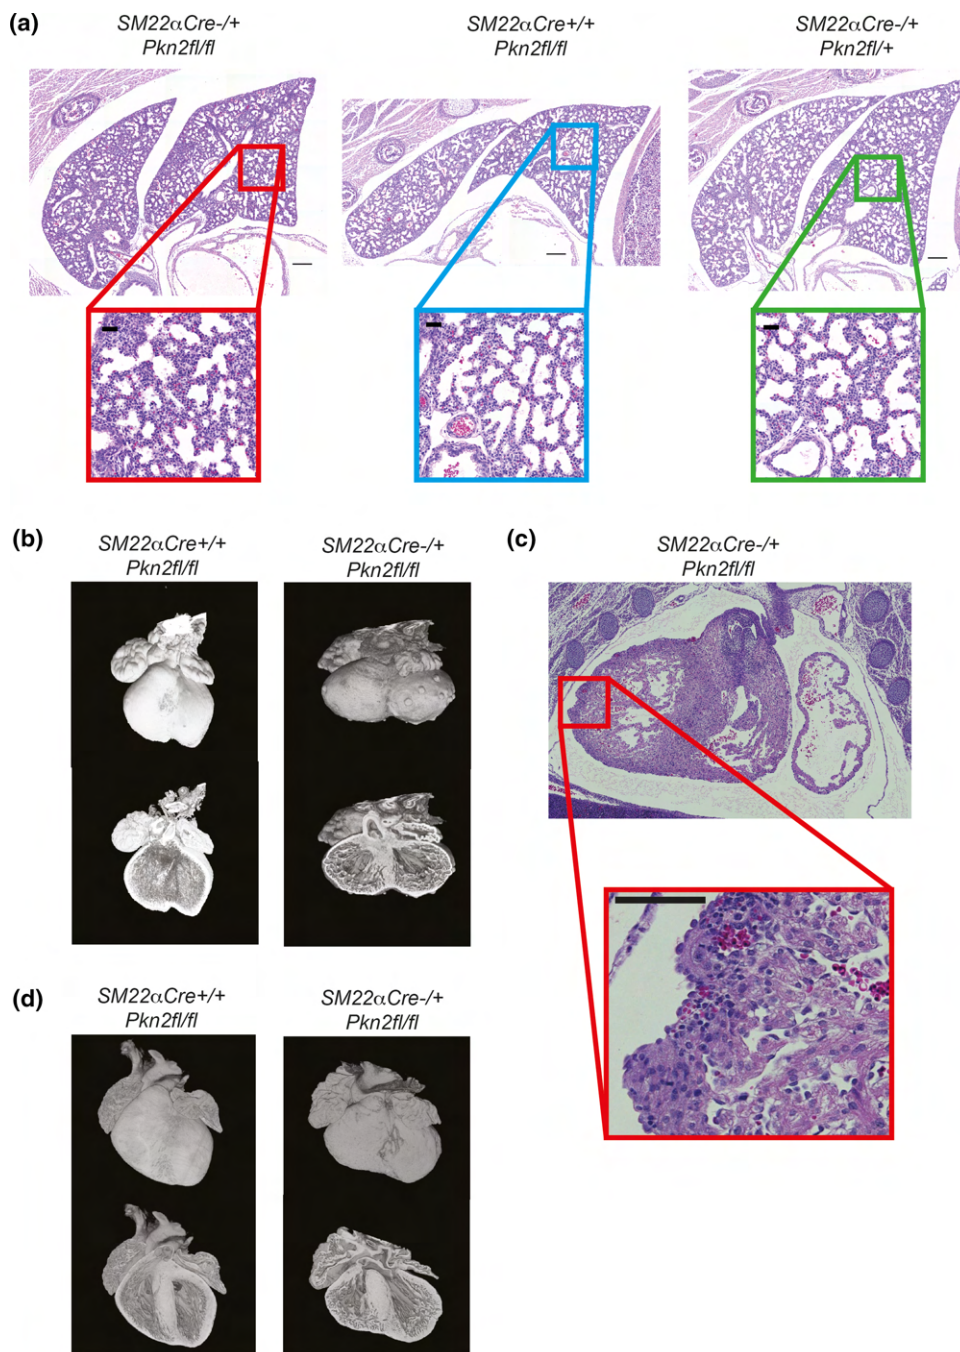 (a)
SM22αCre-/+
Pkn2fl/fl
SM22αCre+/+
Pkn2fl/fl
SM22αCre-/+
Pkn2fl/+
(b)
SM22αCre+/+
Pkn2fl/fl
SM22αCre-/+
Pkn2fl/fl
(c)
SM22αCre-/+
Pkn2fl/fl
(d)
SM22αCre+/+
Pkn2fl/fl
SM22αCre-/+
Pkn2fl/fl